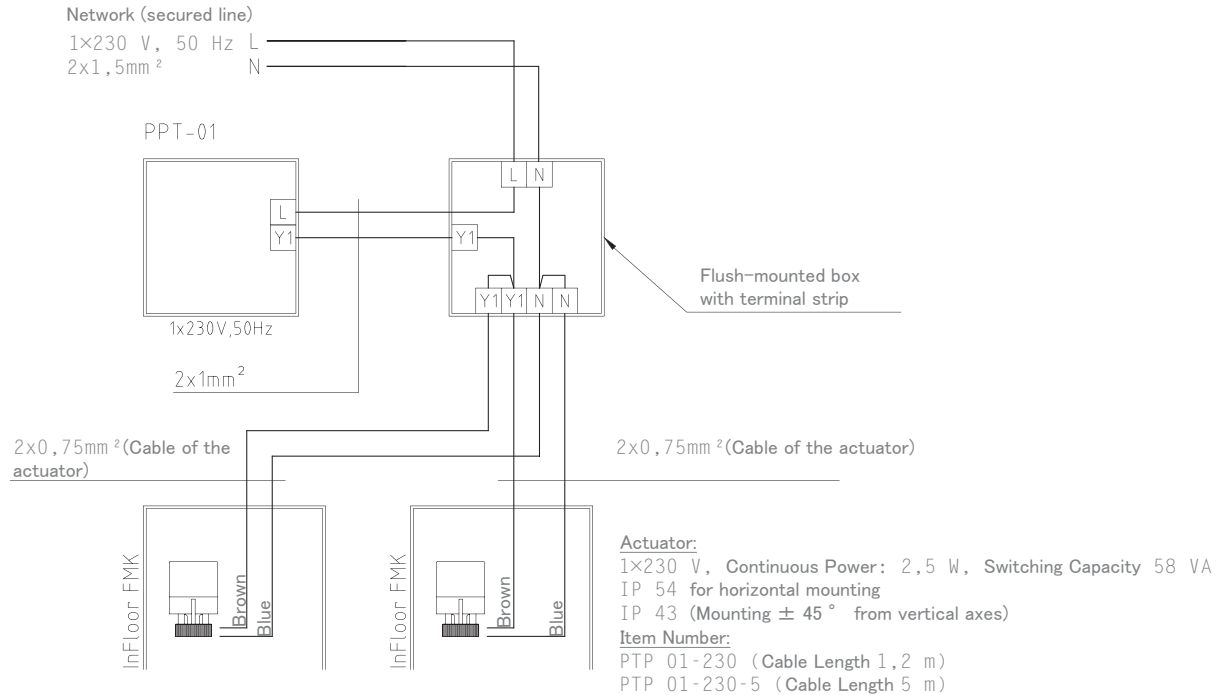 Network (secured line)
1×230 V, 50 Hz L
2x1,5mm² N
PPT-01
L N
L
Y1 Y1
Flush-mounted box
with terminal strip
Y1 Y1 N N
1x230V,50Hz
2x1mm²
2x0,75mm²(Cable of the
actuator)
2x0,75mm²(Cable of the actuator)
InFloor FMK
Brown
Blue
InFloor FMK
Brown
Blue
Actuator:
1×230 V, Continuous Power: 2,5 W, Switching Capacity 58 VA
IP 54 for horizontal mounting
IP 43 (Mounting ± 45° from vertical axes)
Item Number:
PTP 01-230 (Cable Length 1,2 m)
PTP 01-230-5 (Cable Length 5 m)